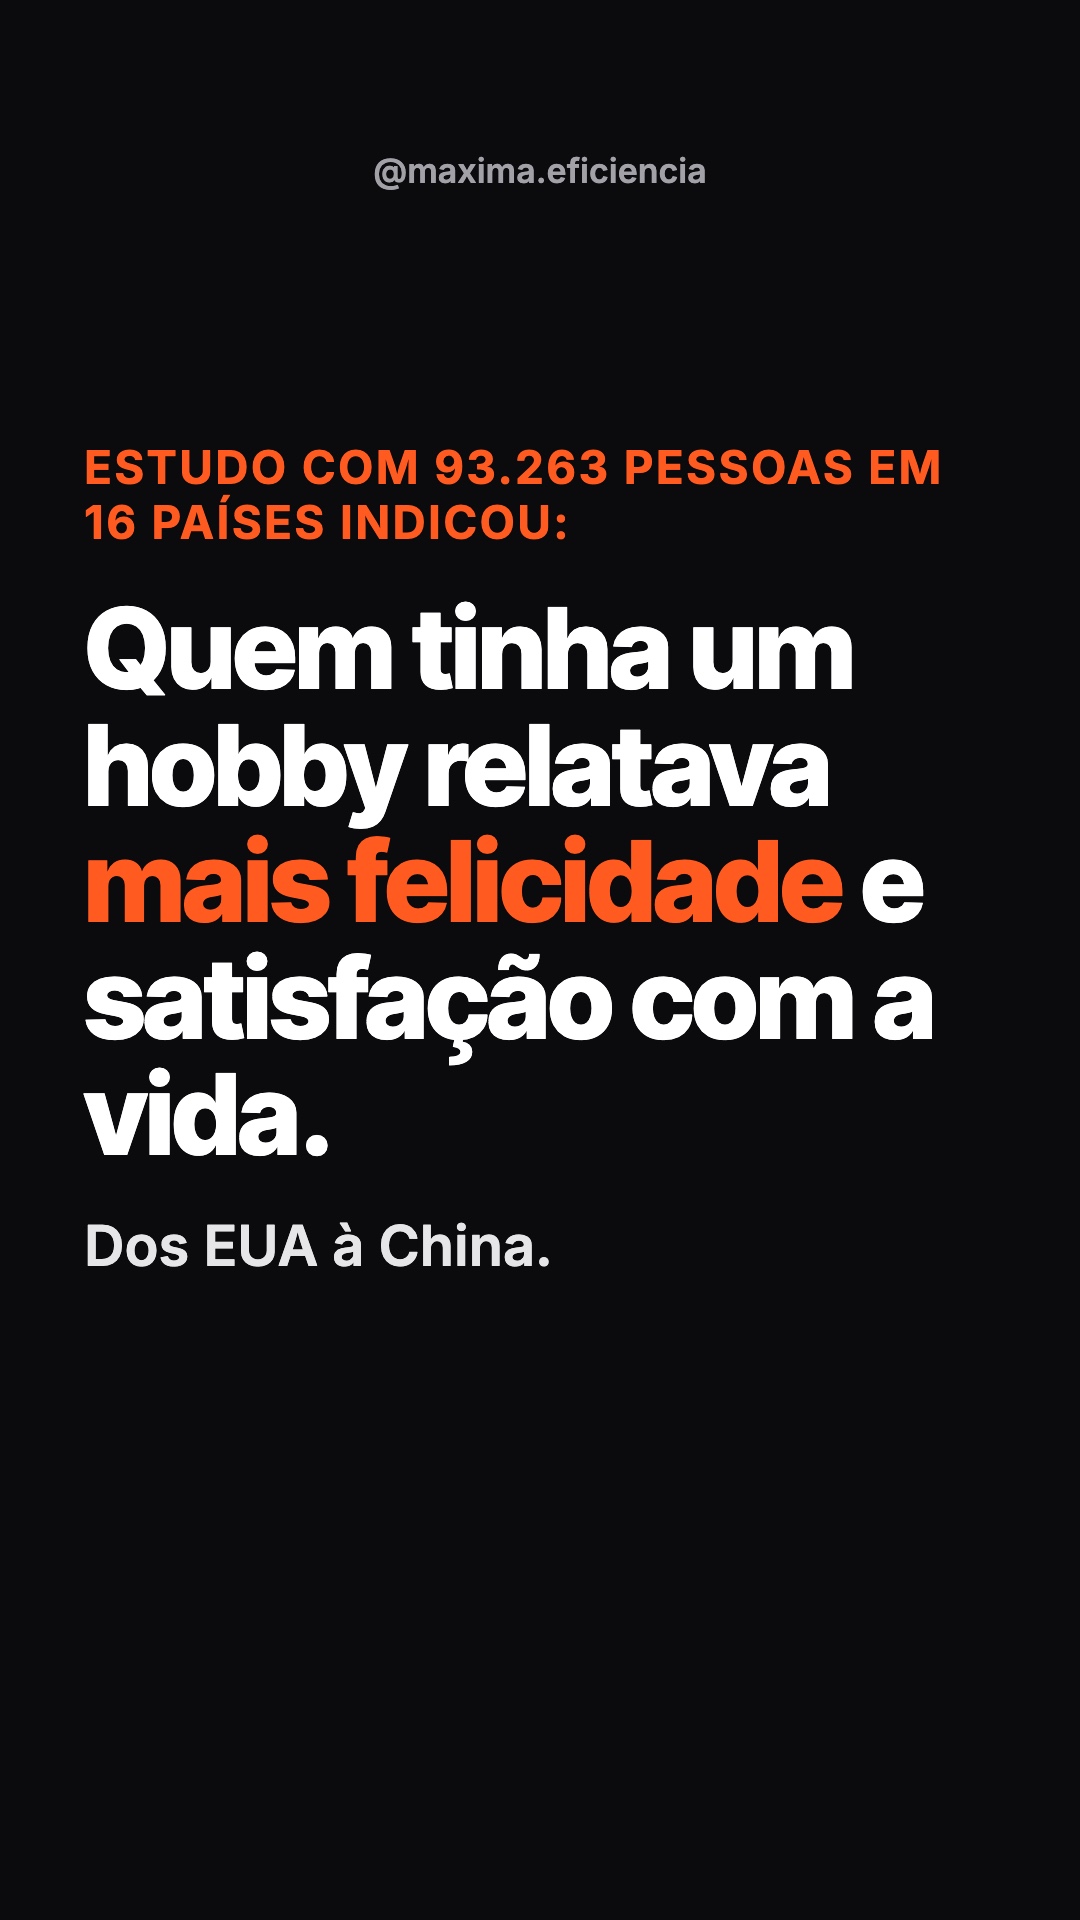 @maxima.eficiencia
ESTUDO COM 93.263 PESSOAS EM
16 PAÍSES INDICOU:
Quem tinha um
hobby relatava
mais felicidade e
satisfação com a
vida.
Dos EUA à China.